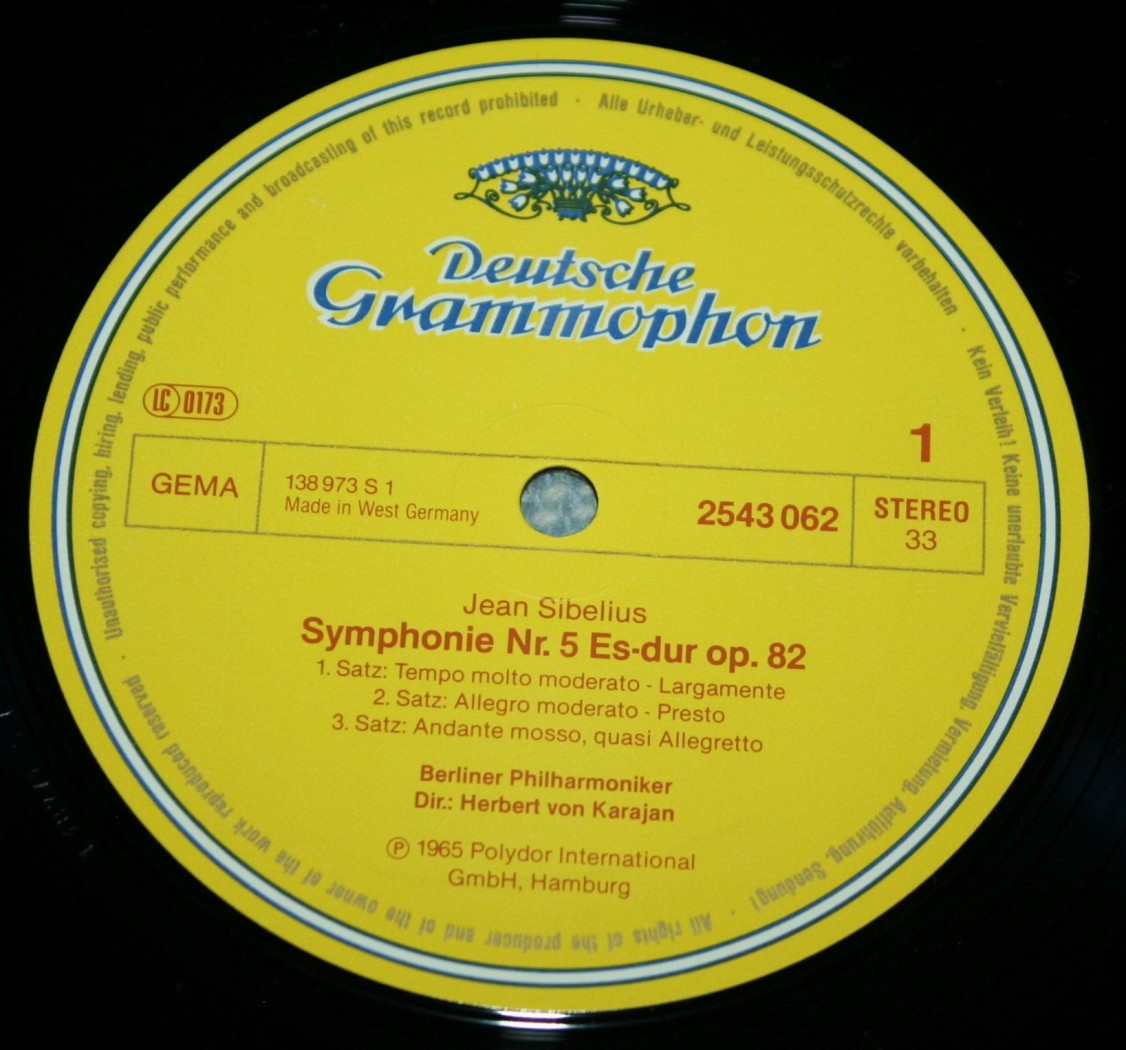 Unauthorised copying, hiring, lending, public performance and broadcasting of this record prohibited · Alle Urheber- und Leistungsschutzrechte vorbehalten · Kein Verleih! Keine unerlaubte Vervielfältigung, Vermietung, Aufführung, Sendung! · All rights of the producer and of the owner of the work reproduced reserved ·
Deutsche
Grammophon
LC 0173
1
GEMA
138 973 S 1
Made in West Germany
2543 062
STEREO
33
Jean Sibelius
Symphonie Nr. 5 Es-dur op. 82
1. Satz: Tempo molto moderato - Largamente
2. Satz: Allegro moderato - Presto
3. Satz: Andante mosso, quasi Allegretto
Berliner Philharmoniker
Dir.: Herbert von Karajan
℗ 1965 Polydor International
GmbH, Hamburg